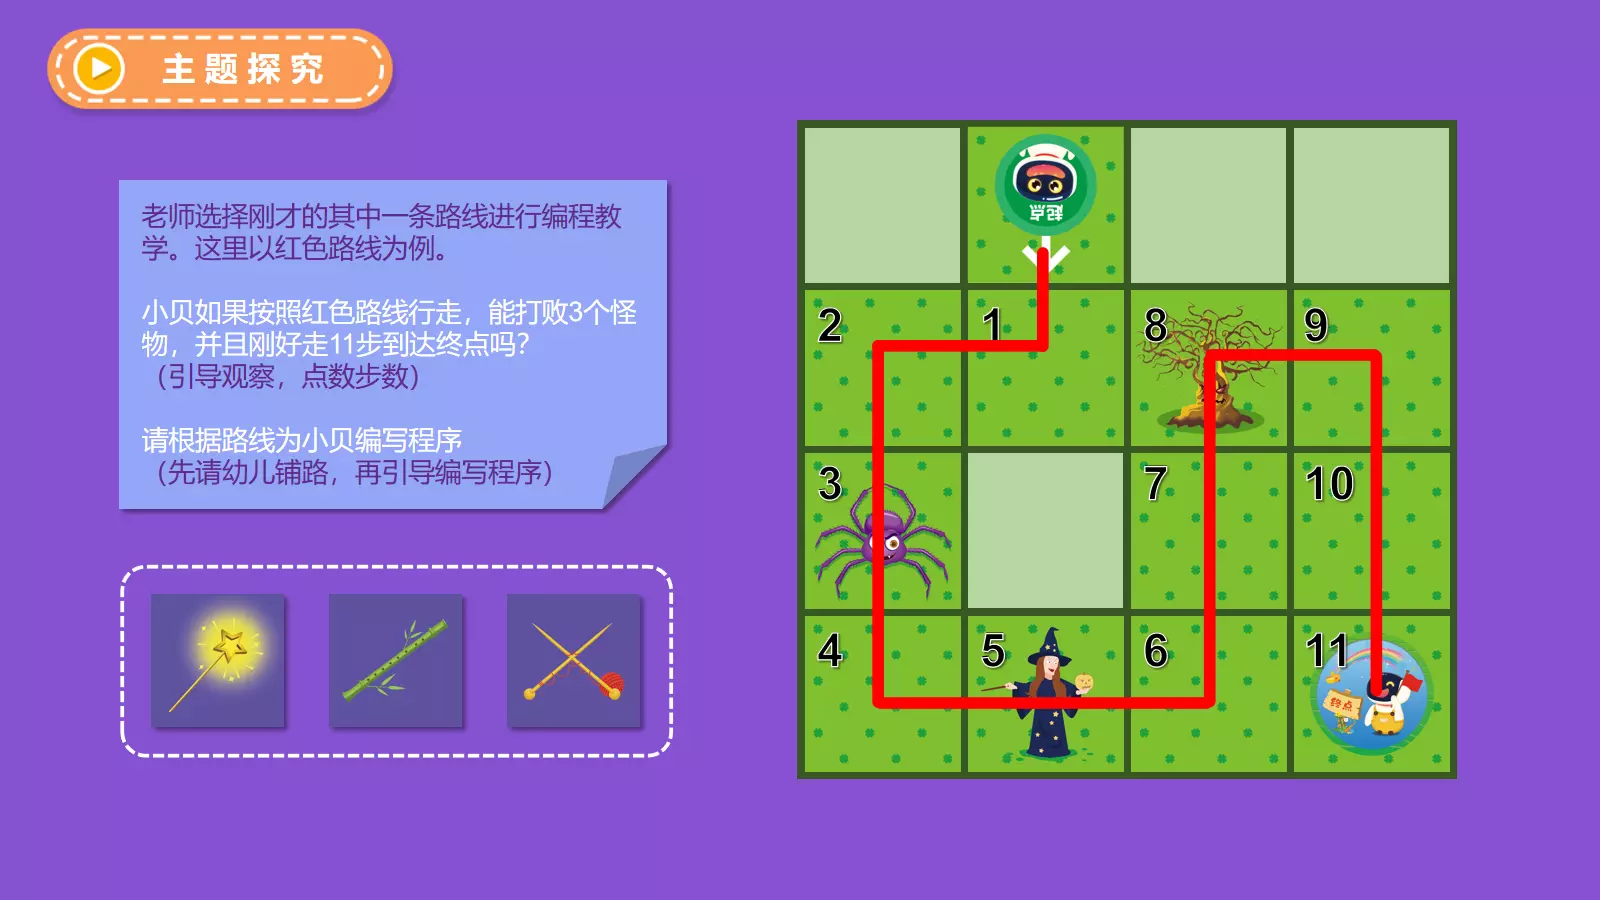 主题探究
老师选择刚才的其中一条路线进行编程教
学。这里以红色路线为例。
小贝如果按照红色路线行走，能打败3个怪
物，并且刚好走11步到达终点吗？
（引导观察，点数步数）
请根据路线为小贝编写程序
（先请幼儿铺路，再引导编写程序）
起点
2
1
8
9
3
7
10
4
5
6
11
终点